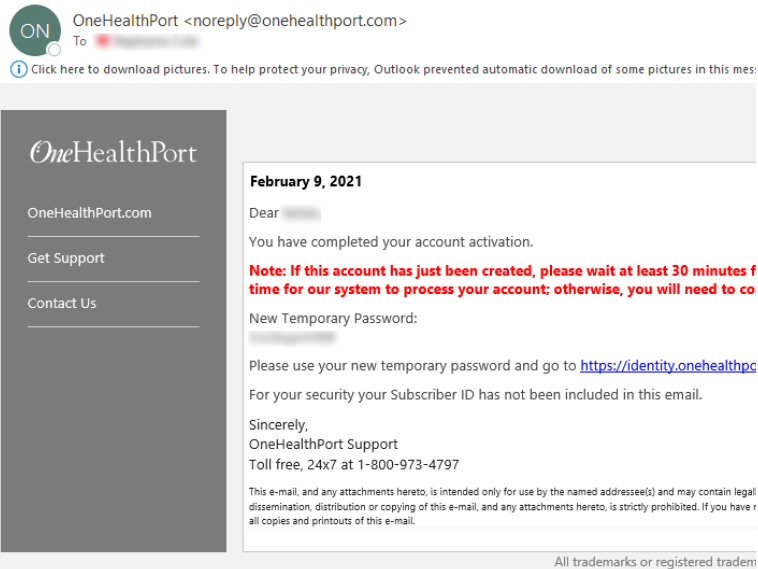 ON
OneHealthPort <noreply@onehealthport.com>
To
Click here to download pictures. To help protect your privacy, Outlook prevented automatic download of some pictures in this mes
OneHealthPort
OneHealthPort.com
Get Support
Contact Us
February 9, 2021
Dear
You have completed your account activation.
Note: If this account has just been created, please wait at least 30 minutes f
time for our system to process your account; otherwise, you will need to co
New Temporary Password:
Please use your new temporary password and go to https://identity.onehealthpo
For your security your Subscriber ID has not been included in this email.
Sincerely,
OneHealthPort Support
Toll free, 24x7 at 1-800-973-4797
This e-mail, and any attachments hereto, is intended only for use by the named addressee(s) and may contain legall
dissemination, distribution or copying of this e-mail, and any attachments hereto, is strictly prohibited. If you have r
all copies and printouts of this e-mail.
All trademarks or registered tradem